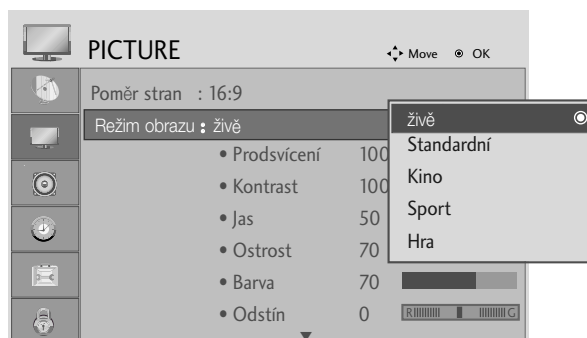 PICTURE Move OK
Poměr stran : 16:9
Režim obrazu : živě
• Prodsvícení 100
• Kontrast 100
• Jas 50
• Ostrost 70
• Barva 70
• Odstín 0 R G
živě
Standardní
Kino
Sport
Hra